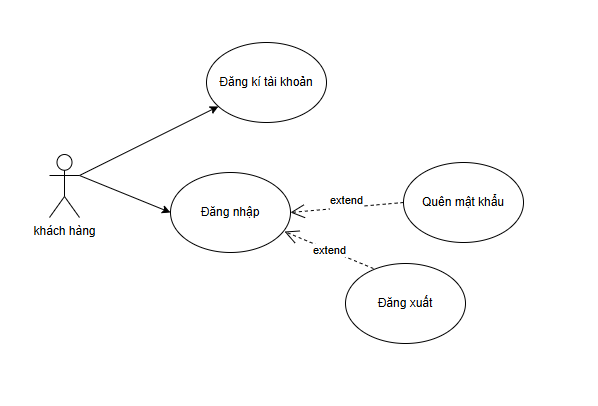 Đăng kí tài khoản
khách hàng
Đăng nhập
extend
Quên mật khẩu
extend
Đăng xuất